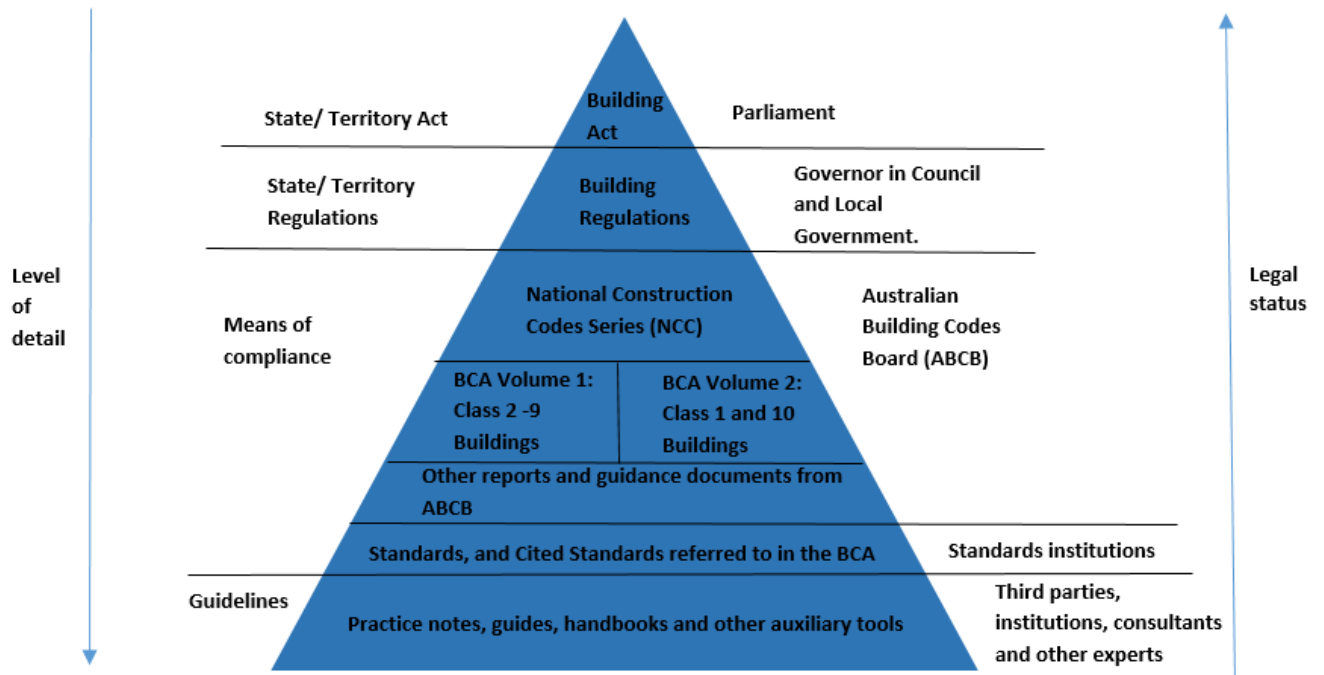 State/ Territory Act
Building
Act
Parliament
State/ Territory
Regulations
Building
Regulations
Governor in Council
and Local
Government.
Level
of
detail
Means of
compliance
National Construction
Codes Series (NCC)
Australian
Building Codes
Board (ABCB)
Legal
status
BCA Volume 1:
Class 2 -9
Buildings
BCA Volume 2:
Class 1 and 10
Buildings
Other reports and guidance documents from
ABCB
Standards, and Cited Standards referred to in the BCA
Standards institutions
Guidelines
Practice notes, guides, handbooks and other auxiliary tools
Third parties,
institutions, consultants
and other experts